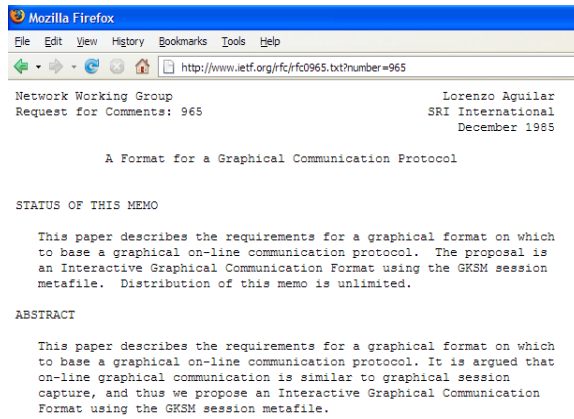 Mozilla Firefox
File Edit View History Bookmarks Tools Help
http://www.ietf.org/rfc/rfc0965.txt?number=965
Network Working Group Lorenzo Aguilar
Request for Comments: 965 SRI International
December 1985
A Format for a Graphical Communication Protocol
STATUS OF THIS MEMO
This paper describes the requirements for a graphical format on which
to base a graphical on-line communication protocol. The proposal is
an Interactive Graphical Communication Format using the GKSM session
metafile. Distribution of this memo is unlimited.
ABSTRACT
This paper describes the requirements for a graphical format on which
to base a graphical on-line communication protocol. It is argued that
on-line graphical communication is similar to graphical session
capture, and thus we propose an Interactive Graphical Communication
Format using the GKSM session metafile.